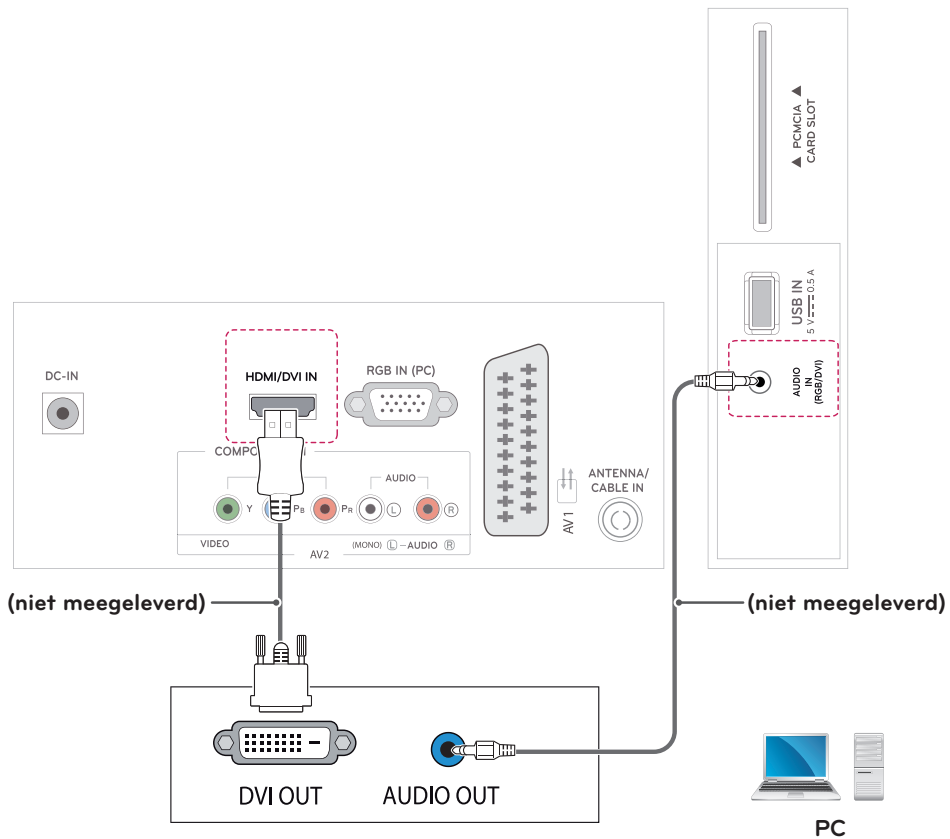 ▲ PCMCIA ▲
CARD SLOT
USB IN
5 V 0.5 A
AUDIO
IN
(RGB/DVI)
DC-IN
HDMI/DVI IN
RGB IN (PC)
AUDIO
Y
PB
PR
L
R
VIDEO
(MONO) L – AUDIO R
AV2
AV1
ANTENNA/
CABLE IN
(niet meegeleverd)
(niet meegeleverd)
DVI OUT
AUDIO OUT
PC